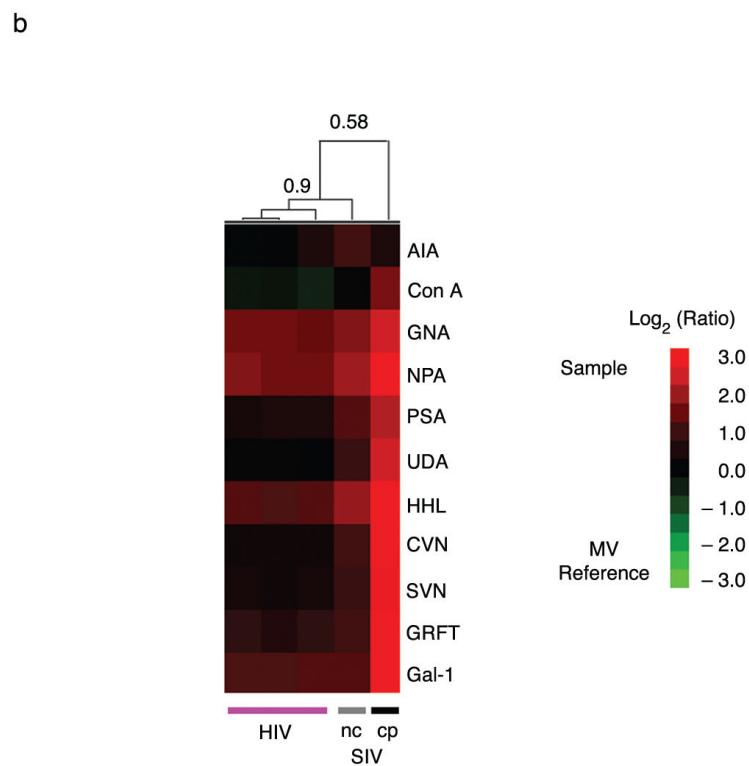 b
0.58
0.9
AIA
Con A
GNA
NPA
PSA
UDA
HHL
CVN
SVN
GRFT
Gal-1
HIV
nc
cp
SIV
Log2 (Ratio)
Sample
MV
Reference
3.0
2.0
1.0
0.0
– 1.0
– 2.0
– 3.0